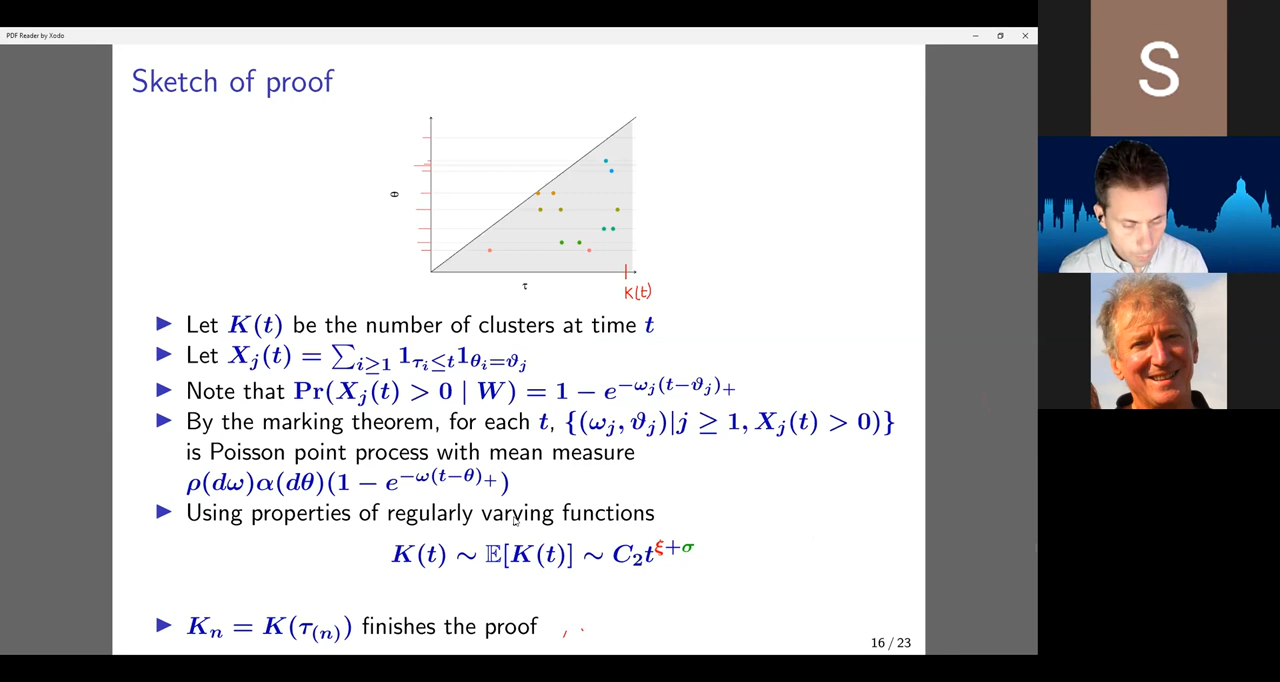 PDF Reader by Xodo
Sketch of proof
θ
τ
K(t)
Let K(t) be the number of clusters at time t
Let X_j(t) = ∑_{i≥1} 1_{τ_i≤t} 1_{θ_i=ϑ_j}
Note that Pr(X_j(t) > 0 | W) = 1 − e^{−ω_j(t−ϑ_j)_+}
By the marking theorem, for each t, {(ω_j, ϑ_j)|j ≥ 1, X_j(t) > 0)}
is Poisson point process with mean measure
ρ(dω)α(dθ)(1 − e^{−ω(t−θ)_+})
Using properties of regularly varying functions
K(t) ∼ 𝔼[K(t)] ∼ C_2 t^{ξ+σ}
K_n = K(τ_{(n)}) finishes the proof
16 / 23
S